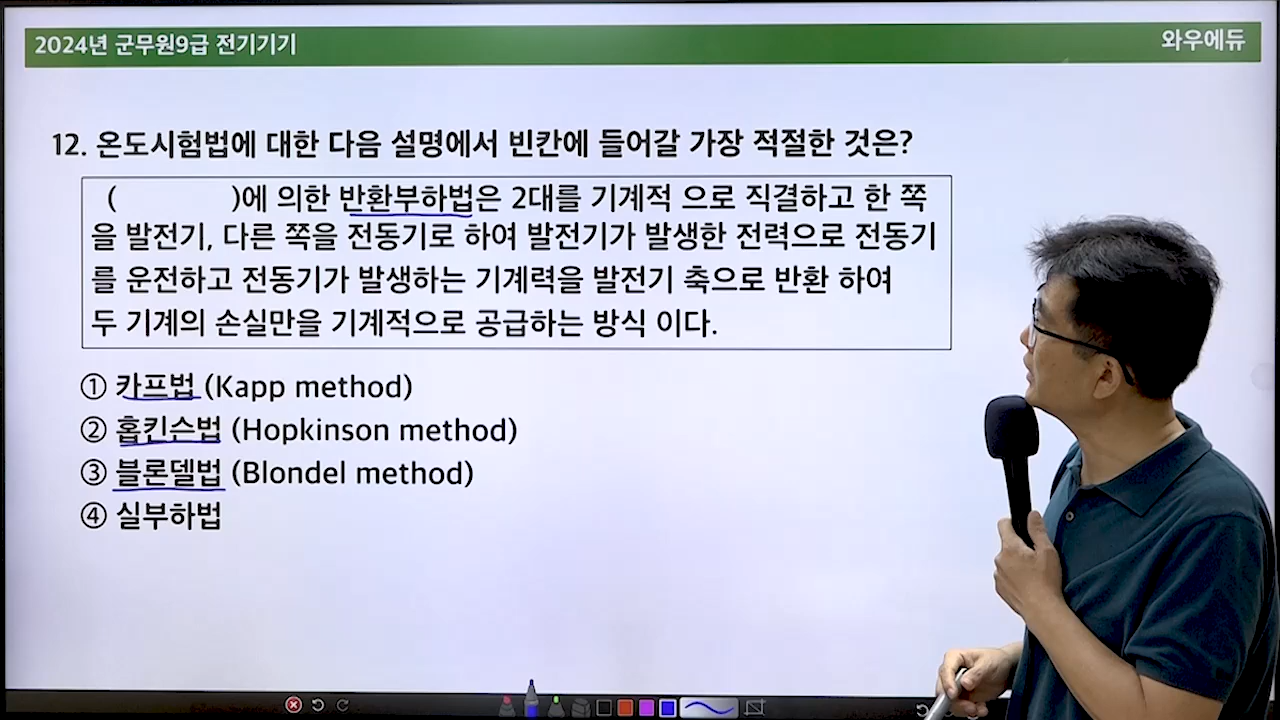 2024년 군무원9급 전기기기
와우에듀
12. 온도시험법에 대한 다음 설명에서 빈칸에 들어갈 가장 적절한 것은?
( )에 의한 반환부하법은 2대를 기계적 으로 직결하고 한 쪽
을 발전기, 다른 쪽을 전동기로 하여 발전기가 발생한 전력으로 전동기
를 운전하고 전동기가 발생하는 기계력을 발전기 축으로 반환 하여
두 기계의 손실만을 기계적으로 공급하는 방식 이다.
① 카프법 (Kapp method)
② 홉킨슨법 (Hopkinson method)
③ 블론델법 (Blondel method)
④ 실부하법